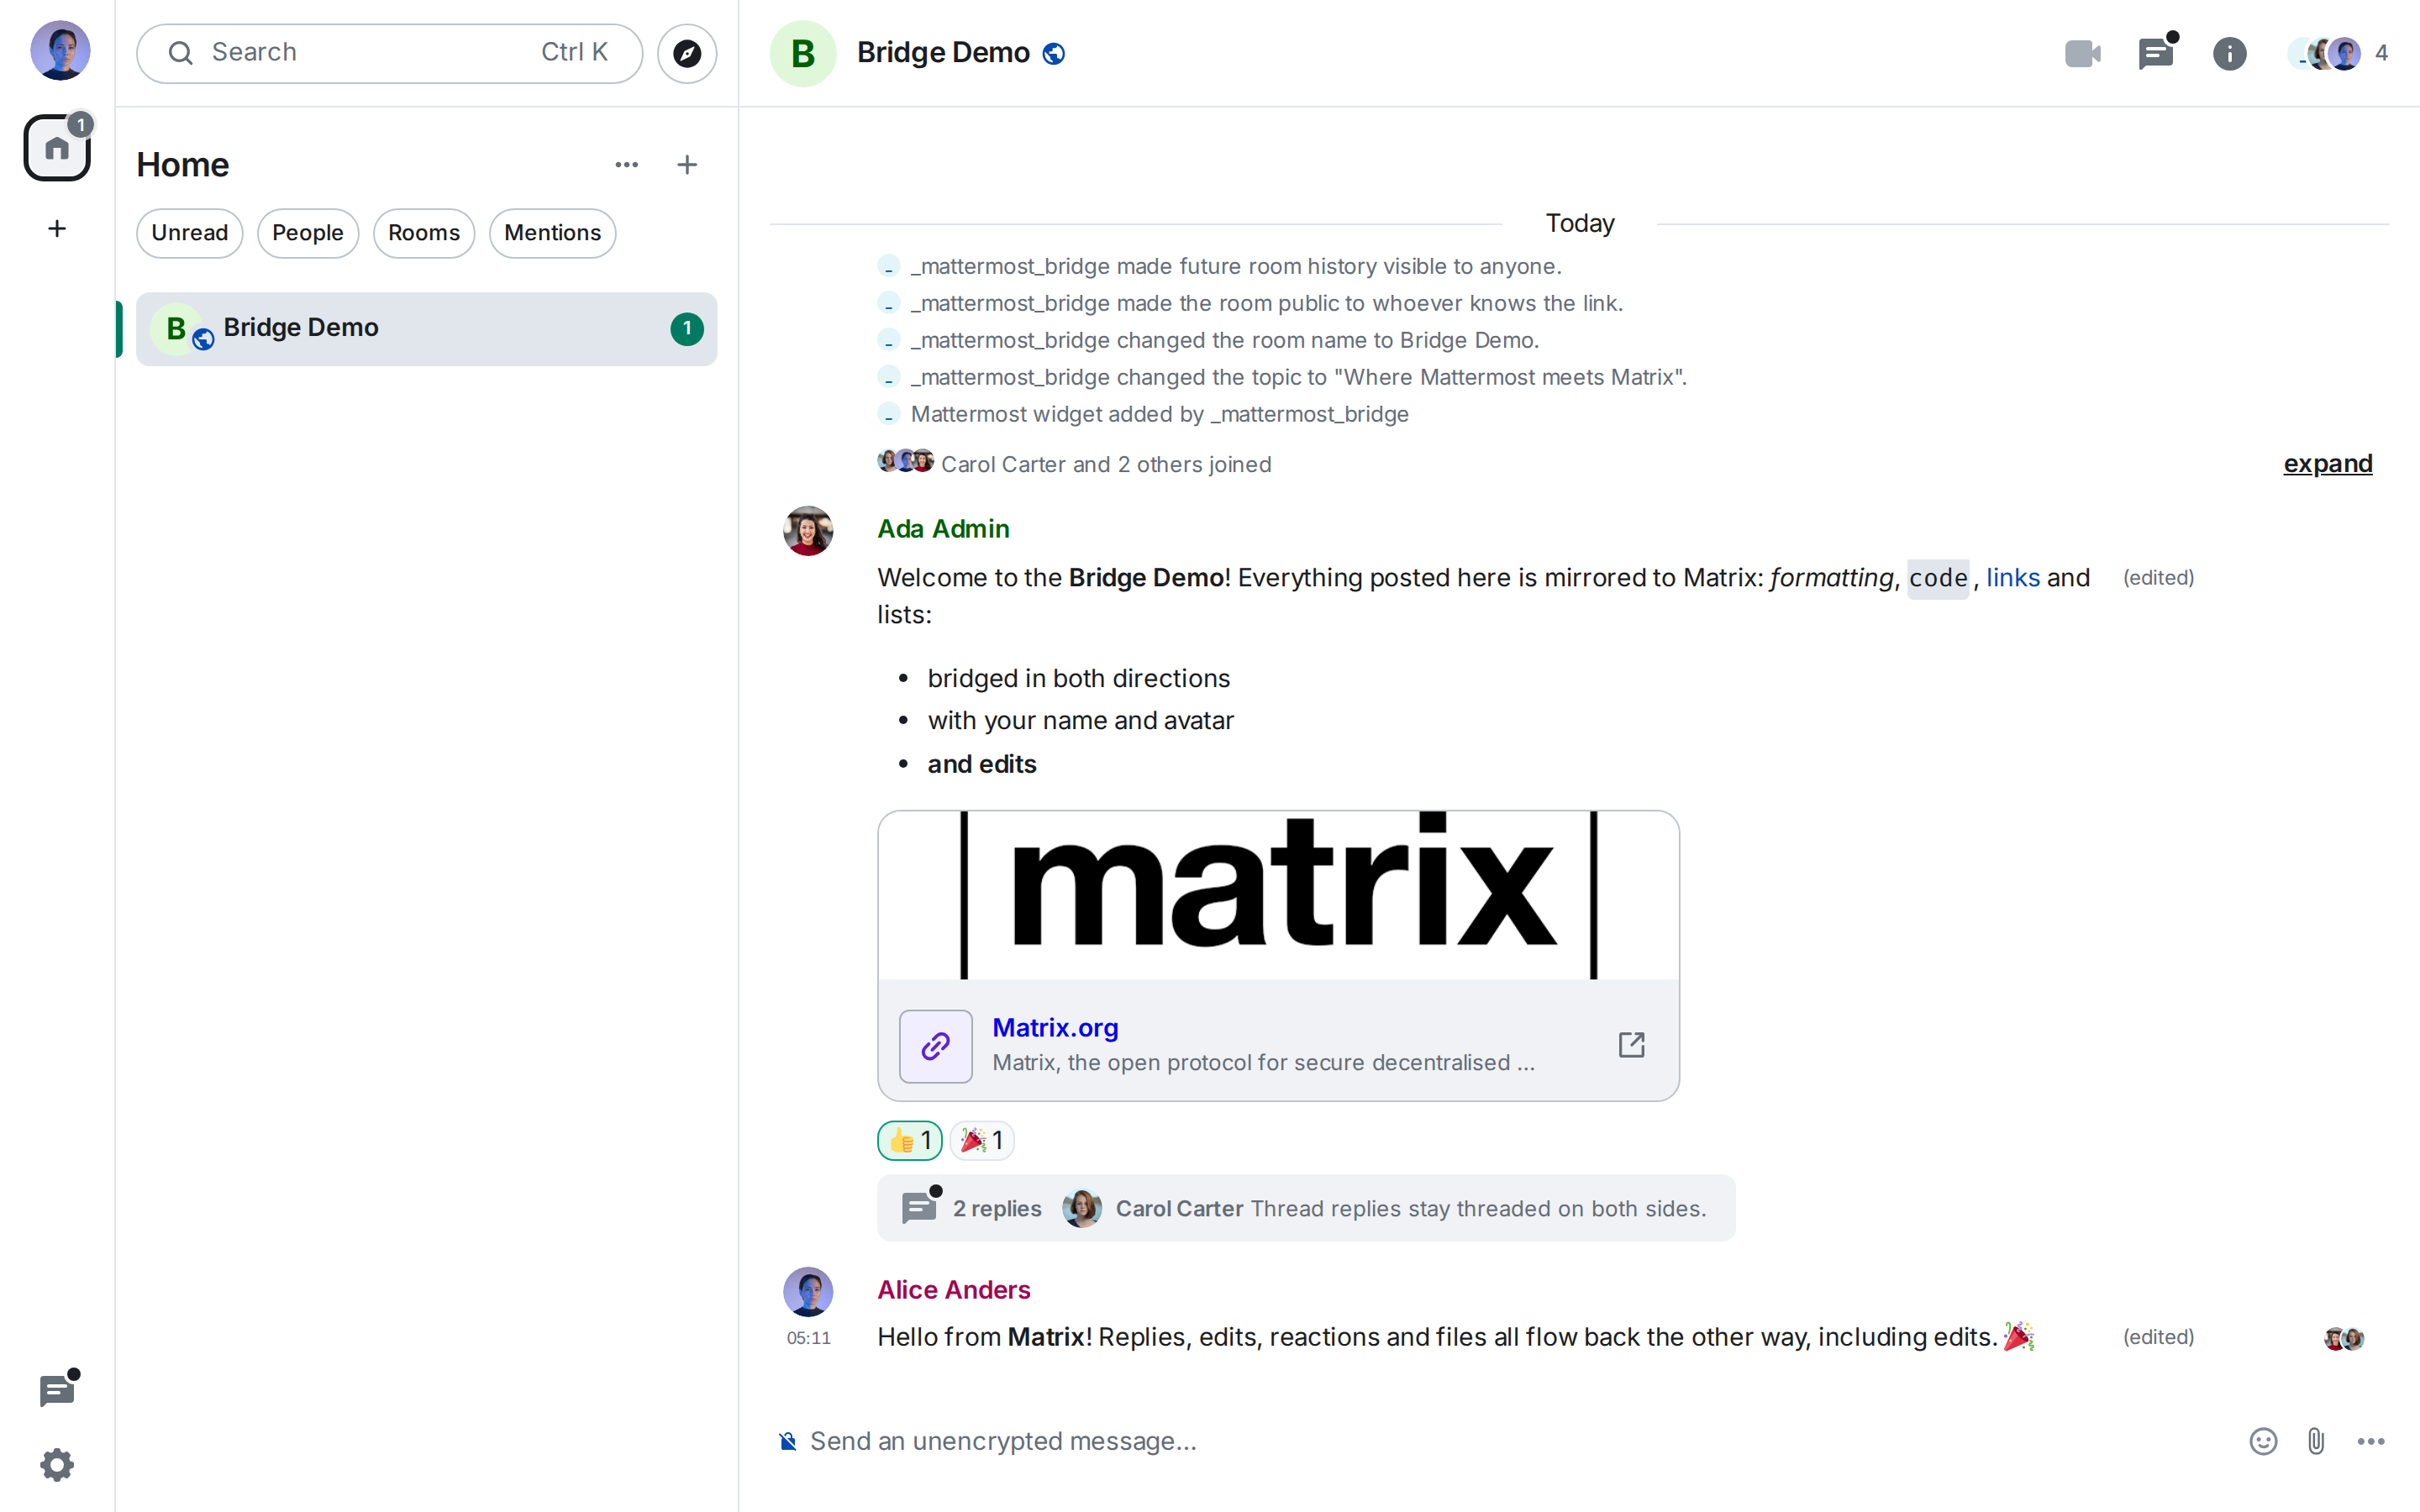 Search Ctrl K
B Bridge Demo
4
1
Home
Unread People Rooms Mentions
B Bridge Demo 1
Today
_mattermost_bridge made future room history visible to anyone.
_mattermost_bridge made the room public to whoever knows the link.
_mattermost_bridge changed the room name to Bridge Demo.
_mattermost_bridge changed the topic to "Where Mattermost meets Matrix".
Mattermost widget added by _mattermost_bridge
Carol Carter and 2 others joined expand
Ada Admin
Welcome to the Bridge Demo! Everything posted here is mirrored to Matrix: formatting, code, links and (edited)
lists:
• bridged in both directions
• with your name and avatar
• and edits
matrix
Matrix.org
Matrix, the open protocol for secure decentralised ...
👍 1 🎉 1
2 replies Carol Carter Thread replies stay threaded on both sides.
Alice Anders
05:11 Hello from Matrix! Replies, edits, reactions and files all flow back the other way, including edits. 🎉 (edited)
Send an unencrypted message...